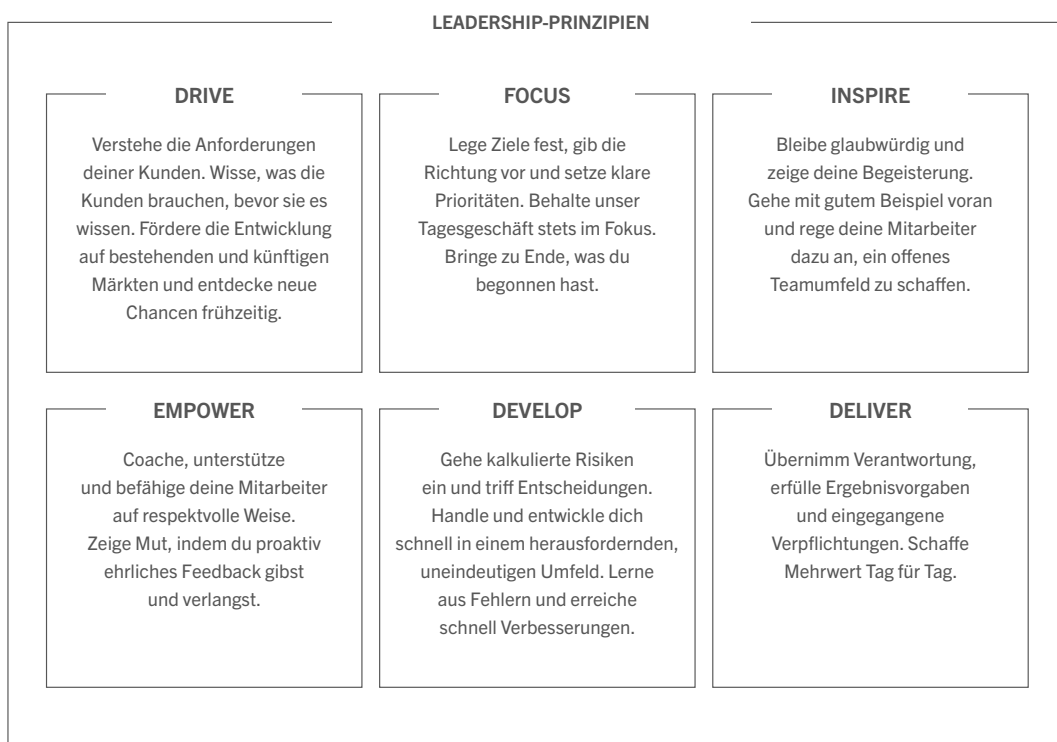 LEADERSHIP-PRINZIPIEN
DRIVE
Verstehe die Anforderungen
deiner Kunden. Wisse, was die
Kunden brauchen, bevor sie es
wissen. Fördere die Entwicklung
auf bestehenden und künftigen
Märkten und entdecke neue
Chancen frühzeitig.
FOCUS
Lege Ziele fest, gib die
Richtung vor und setze klare
Prioritäten. Behalte unser
Tagesgeschäft stets im Fokus.
Bringe zu Ende, was du
begonnen hast.
INSPIRE
Bleibe glaubwürdig und
zeige deine Begeisterung.
Gehe mit gutem Beispiel voran
und rege deine Mitarbeiter
dazu an, ein offenes
Teamumfeld zu schaffen.
EMPOWER
Coache, unterstütze
und befähige deine Mitarbeiter
auf respektvolle Weise.
Zeige Mut, indem du proaktiv
ehrliches Feedback gibst
und verlangst.
DEVELOP
Gehe kalkulierte Risiken
ein und triff Entscheidungen.
Handle und entwickle dich
schnell in einem herausfordernden,
uneindeutigen Umfeld. Lerne
aus Fehlern und erreiche
schnell Verbesserungen.
DELIVER
Übernimm Verantwortung,
erfülle Ergebnisvorgaben
und eingegangene
Verpflichtungen. Schaffe
Mehrwert Tag für Tag.